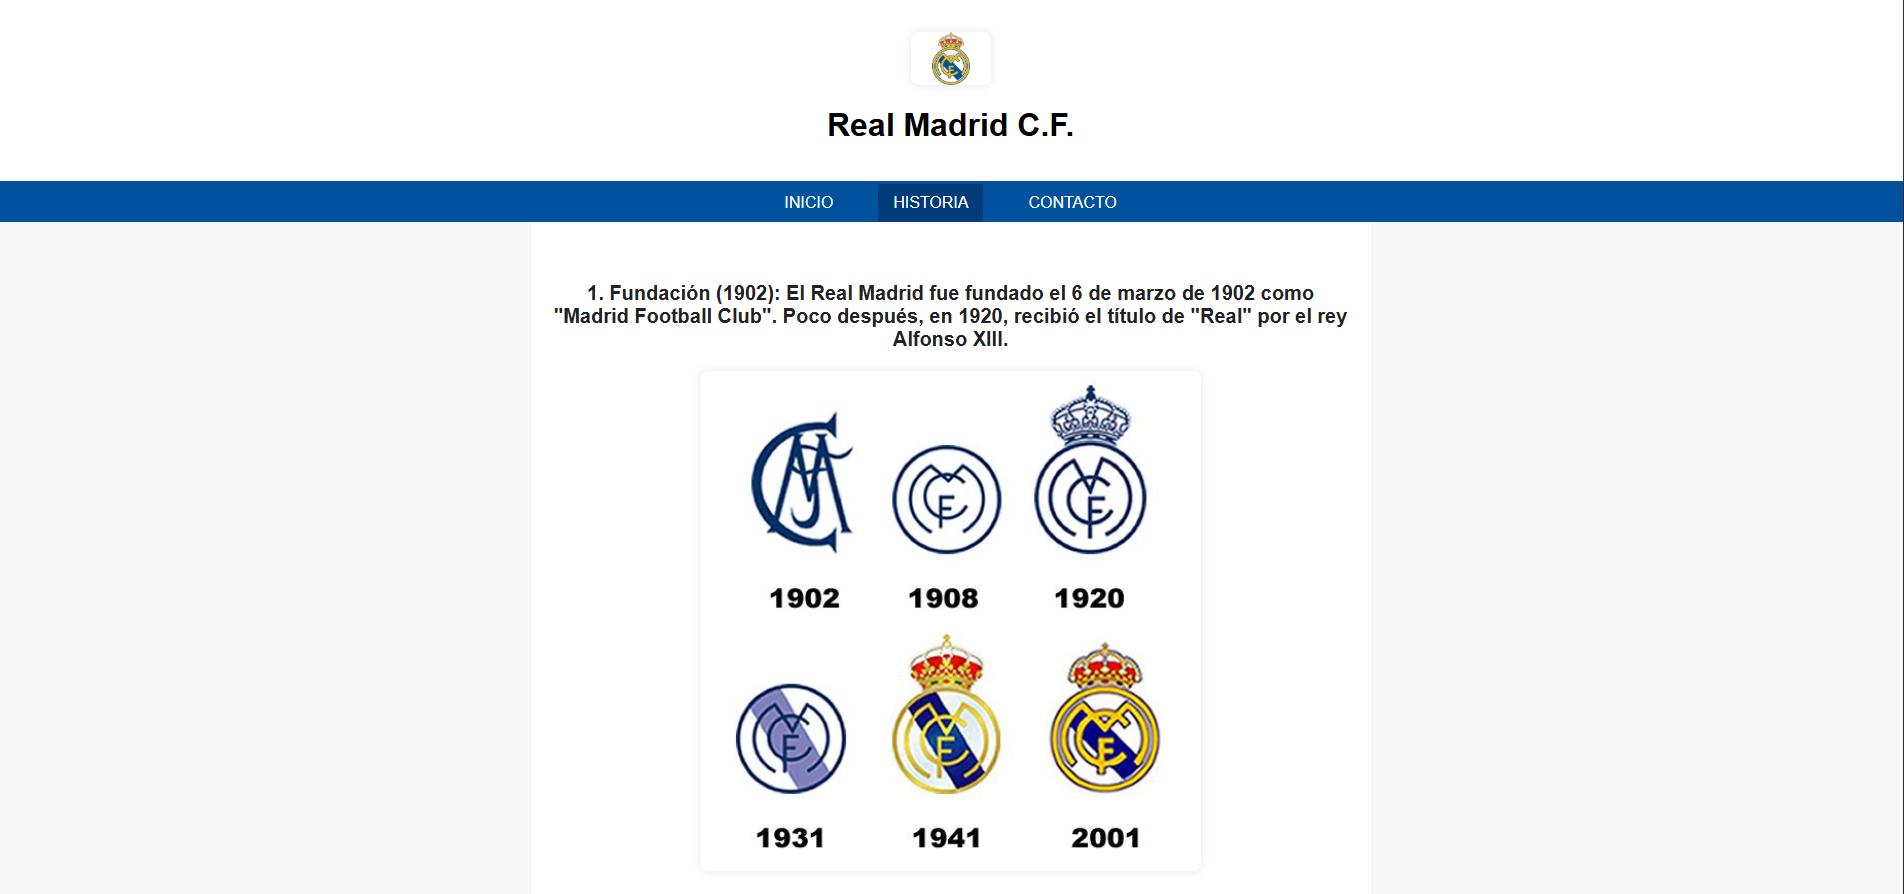 Real Madrid C.F.
INICIO HISTORIA CONTACTO
1. Fundación (1902): El Real Madrid fue fundado el 6 de marzo de 1902 como
"Madrid Football Club". Poco después, en 1920, recibió el título de "Real" por el rey
Alfonso XIII.
1902 1908 1920
1931 1941 2001